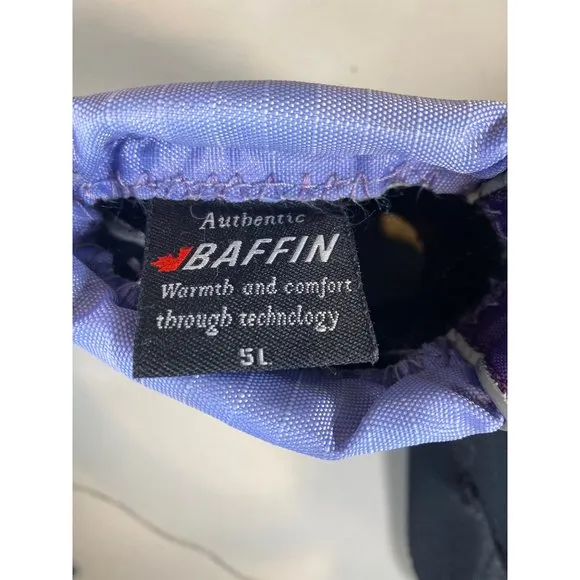 Authentic
BAFFIN
Warmth and comfort
through technology
5L